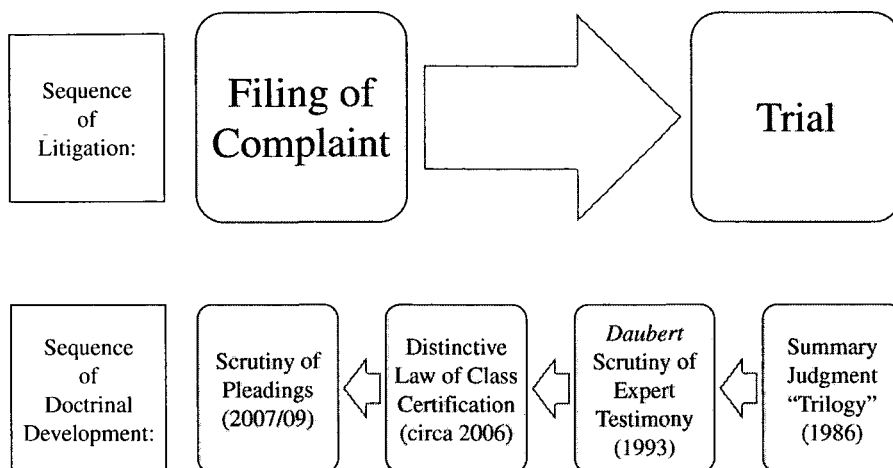 Sequence
of
Litigation:
Filing of
Complaint
Trial
Sequence
of
Doctrinal
Development:
Scrutiny of
Pleadings
(2007/09)
Distinctive
Law of Class
Certification
(circa 2006)
Daubert
Scrutiny of
Expert
Testimony
(1993)
Summary
Judgment
“Trilogy”
(1986)